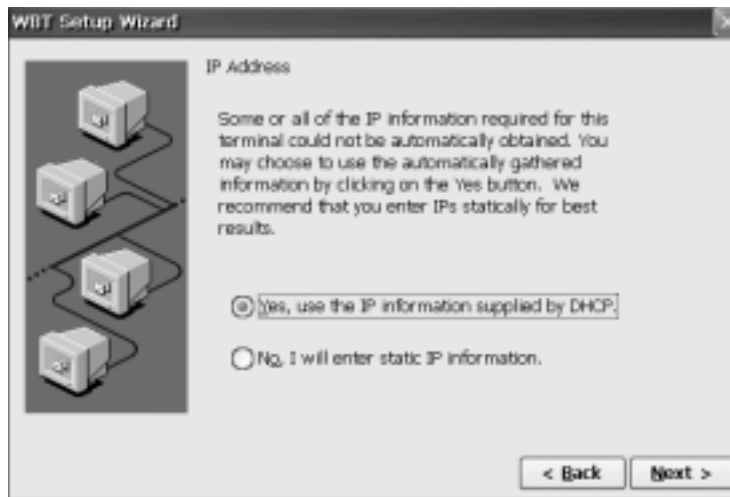 WBT Setup Wizard
IP Address
Some or all of the IP information required for this
terminal could not be automatically obtained. You
may choose to use the automatically gathered
information by clicking on the Yes button. We
recommend that you enter IPs statically for best
results.
Yes, use the IP information supplied by DHCP.
No, I will enter static IP information.
< Back
Next >